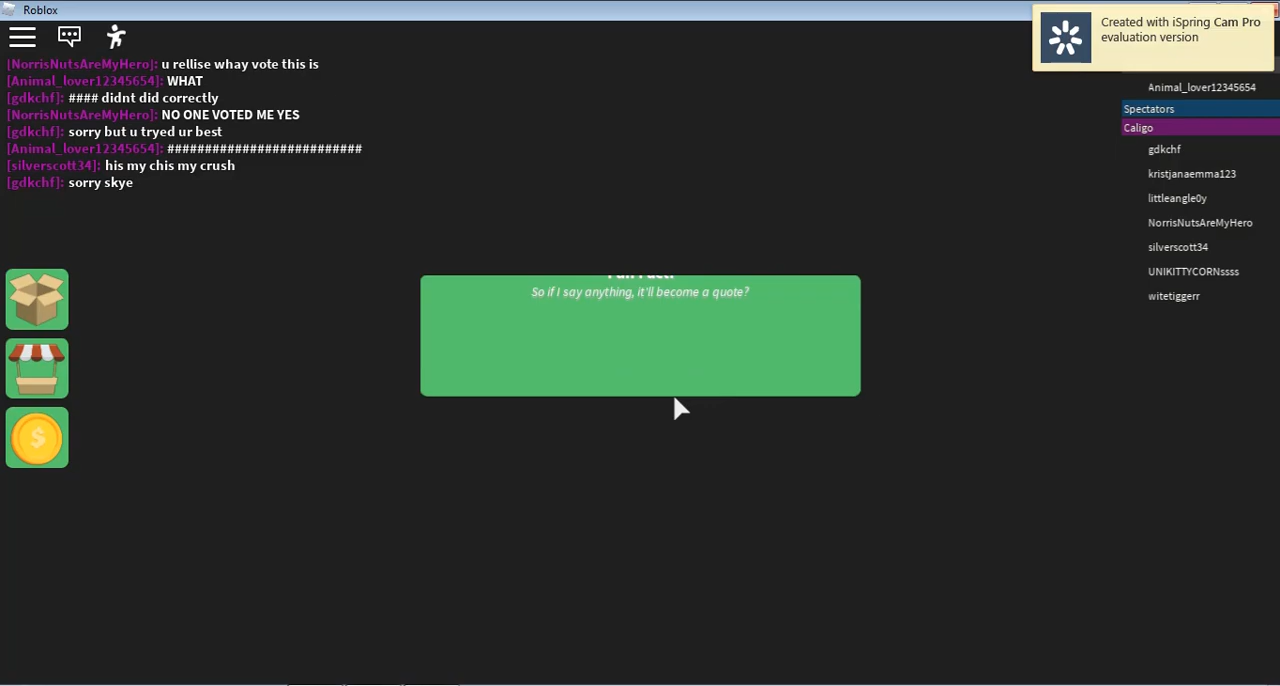 Roblox
Created with iSpring Cam Pro
evaluation version
[NorrisNutsAreMyHero]: u rellise whay vote this is
[Animal_lover12345654]: WHAT
[gdkchf]: #### didnt did correctly
[NorrisNutsAreMyHero]: NO ONE VOTED ME YES
[gdkchf]: sorry but u tryed ur best
[Animal_lover12345654]: ##########################
[silverscott34]: his my chis my crush
[gdkchf]: sorry skye
Animal_lover12345654
Spectators
Caligo
gdkchf
kristjanaemma123
littleangle0y
NorrisNutsAreMyHero
silverscott34
UNIKITTYCORNssss
witetiggerr
So if I say anything, it'll become a quote?